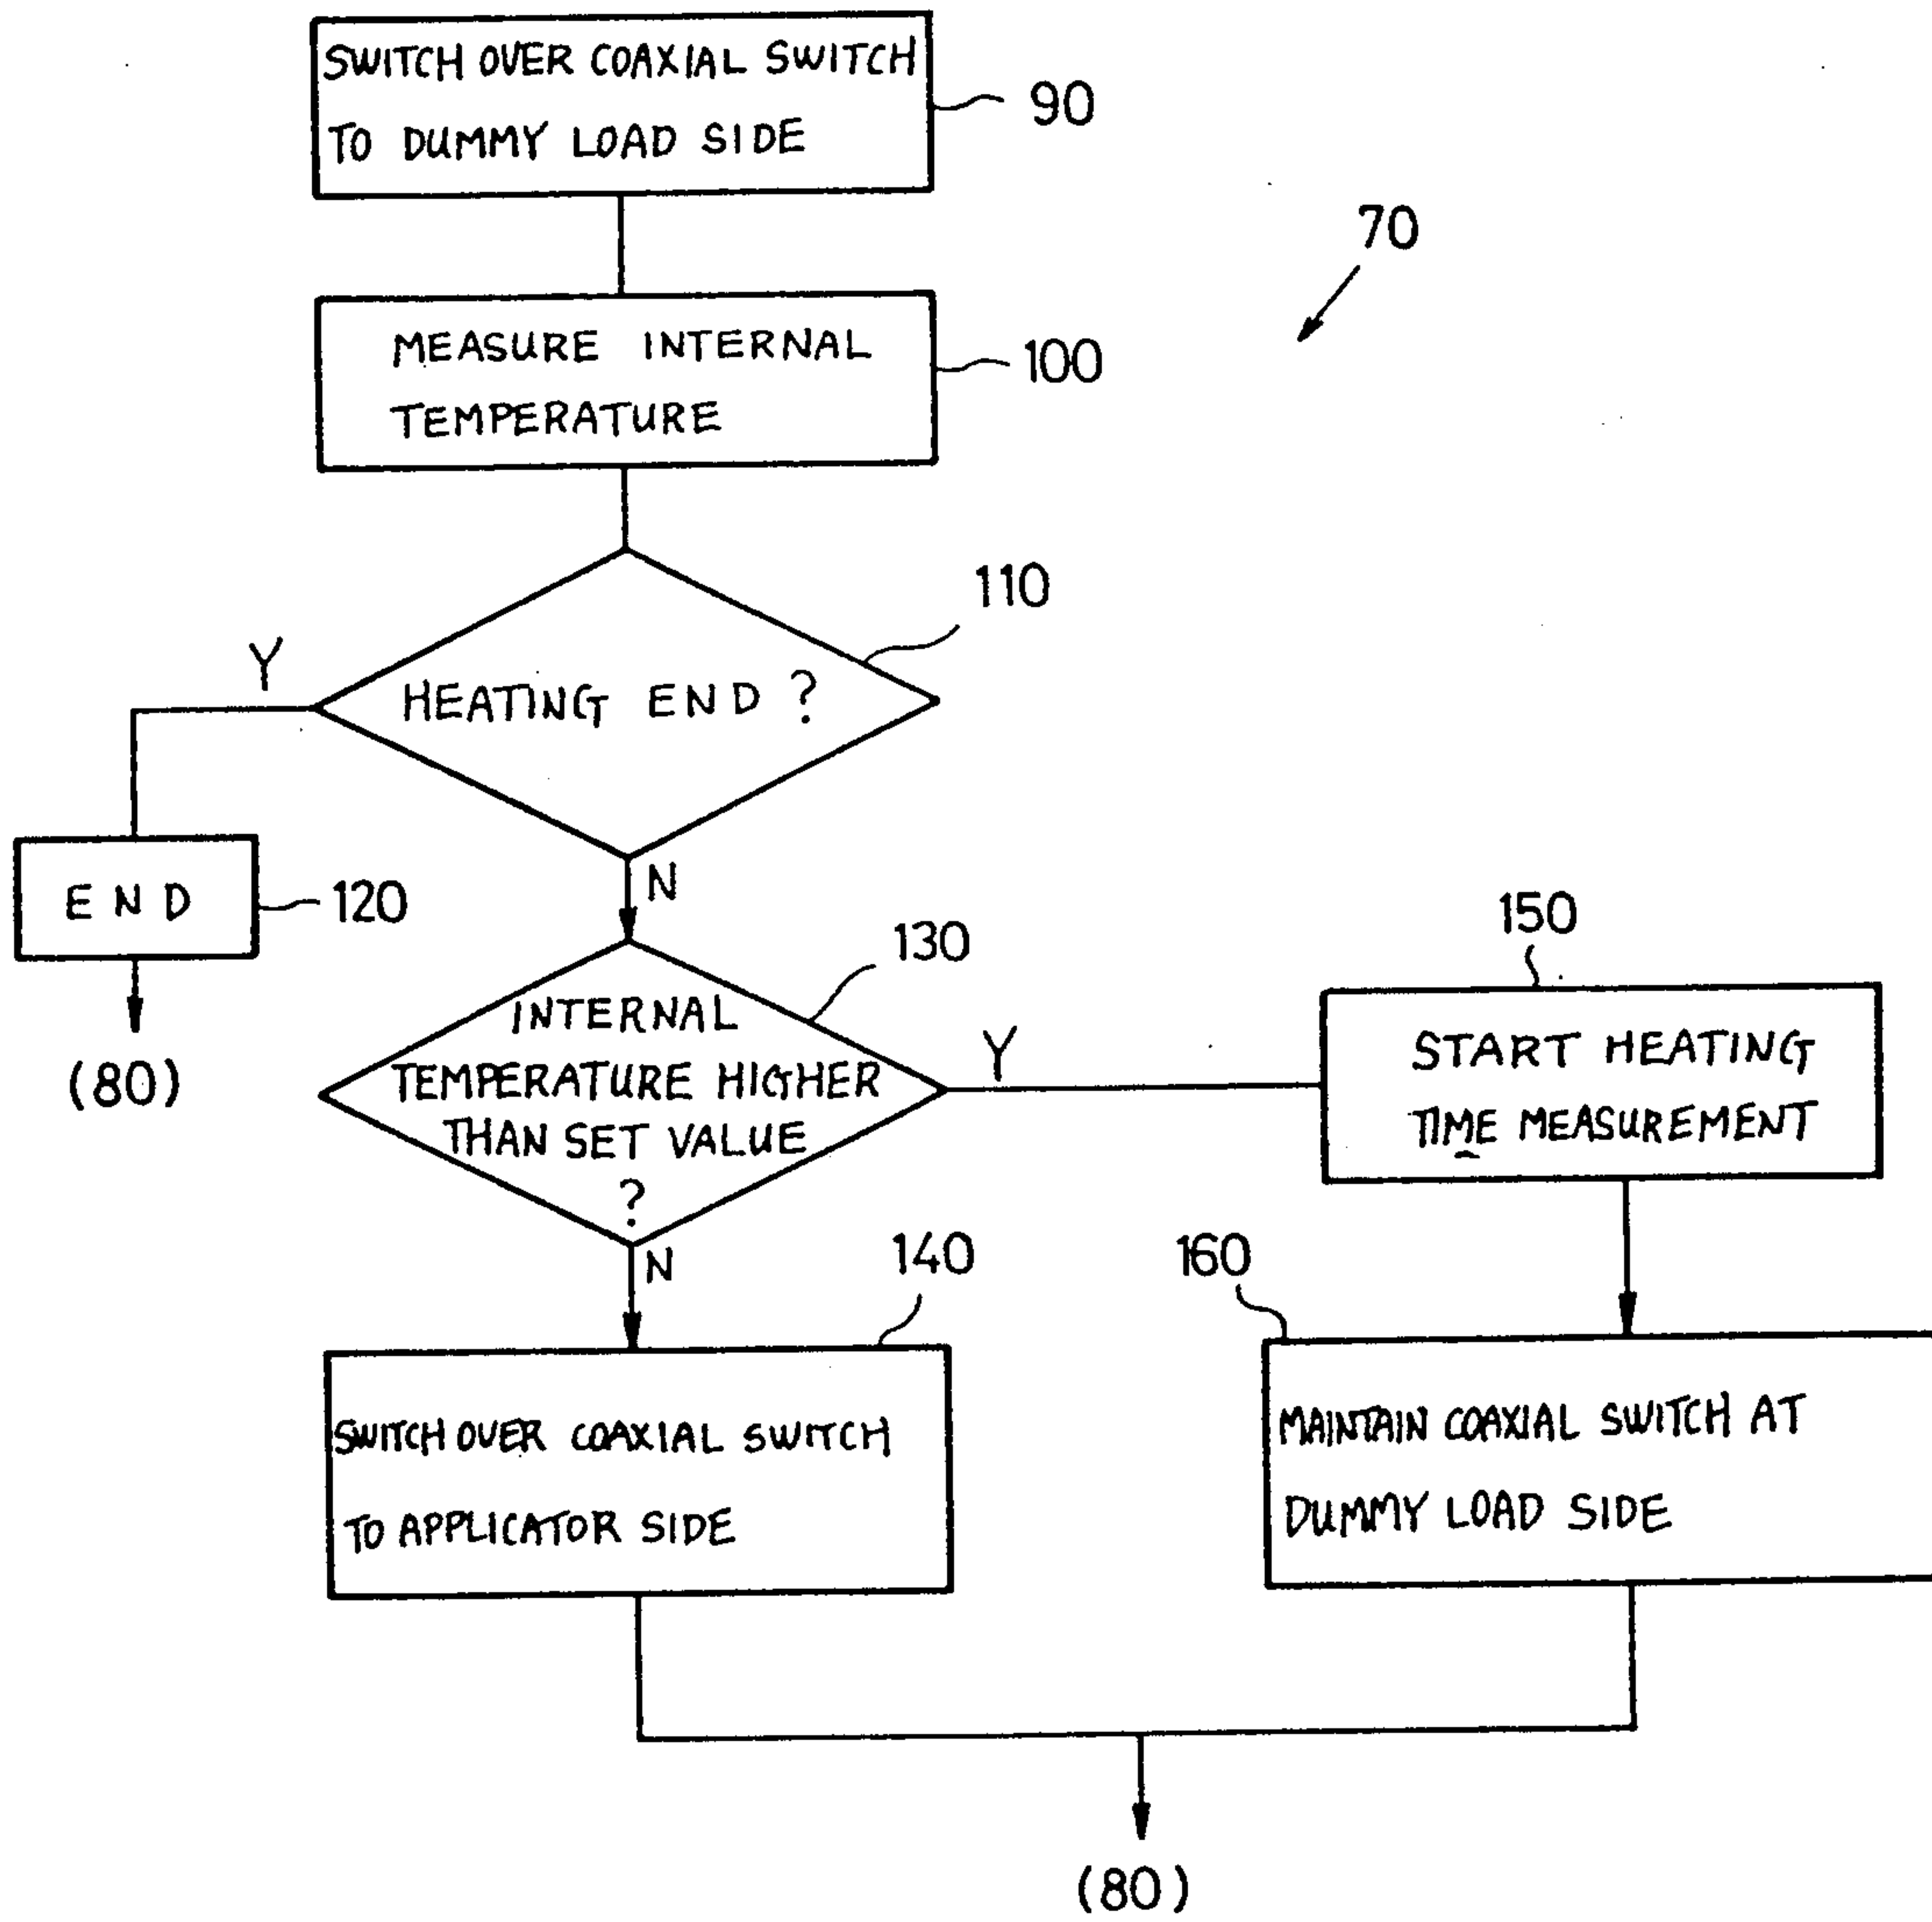 SWITCH OVER COAXIAL SWITCH
TO DUMMY LOAD SIDE
90
70
MEASURE INTERNAL
TEMPERATURE
100
110
Y
HEATING END ?
N
END
120
(80)
130
INTERNAL
TEMPERATURE HIGHER
THAN SET VALUE
?
Y
N
150
START HEATING
TIME MEASUREMENT
140
SWITCH OVER COAXIAL SWITCH
TO APPLICATOR SIDE
160
MAINTAIN COAXIAL SWITCH AT
DUMMY LOAD SIDE
(80)